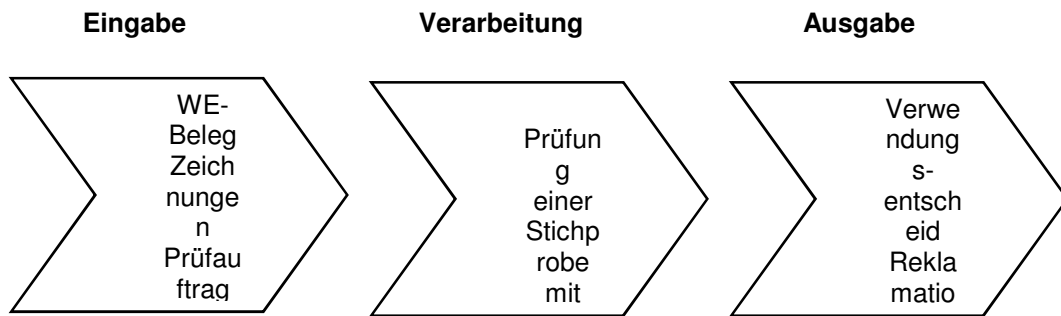 Eingabe
Verarbeitung
Ausgabe
WE-
Beleg
Zeich
nunge
n
Prüfau
ftrag
Prüfun
g
einer
Stichp
robe
mit
Verwe
ndung
s-
entsch
eid
Rekla
matio